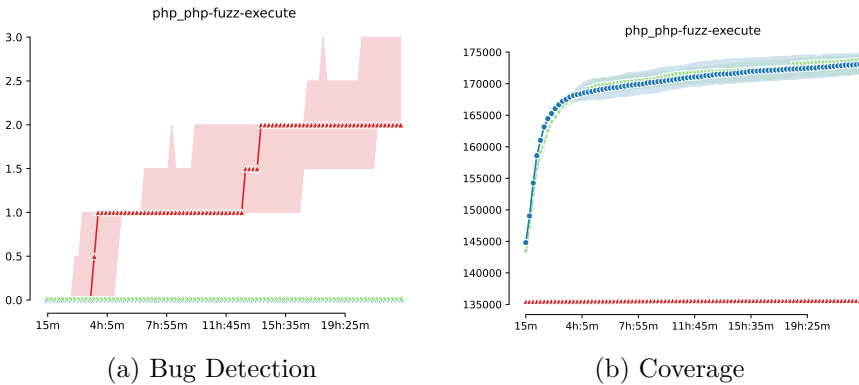 php_php-fuzz-execute
3.0
2.5
2.0
1.5
1.0
0.5
0.0
15m 4h:5m 7h:55m 11h:45m 15h:35m 19h:25m
(a) Bug Detection
php_php-fuzz-execute
175000
170000
165000
160000
155000
150000
145000
140000
135000
15m 4h:5m 7h:55m 11h:45m 15h:35m 19h:25m
(b) Coverage